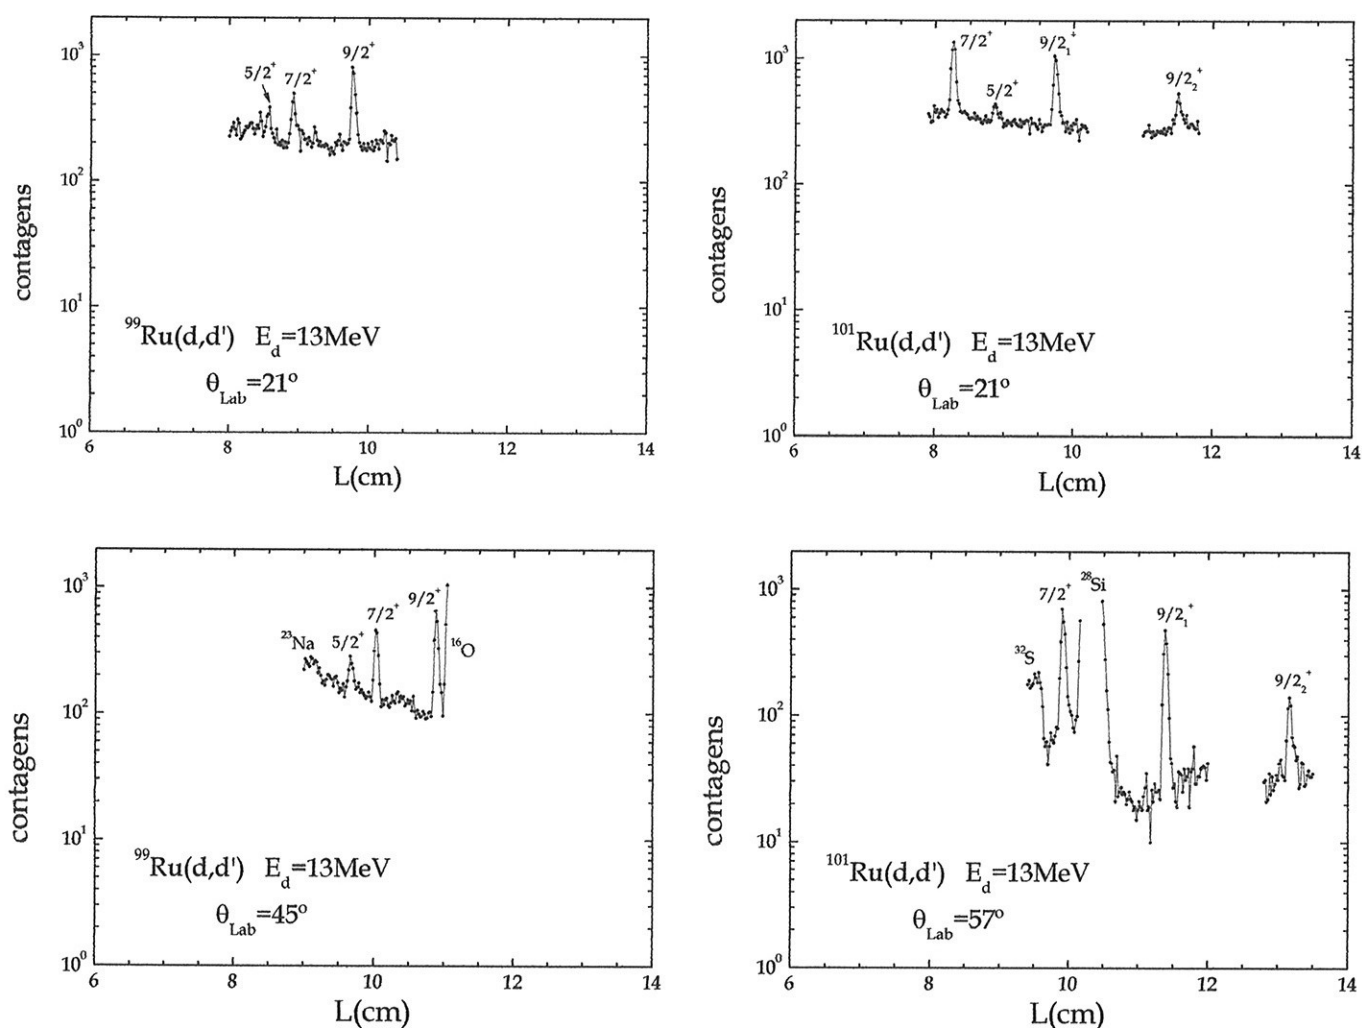 10³
10²
10¹
10⁰
contagens
5/2⁺
7/2⁺
9/2⁺
⁹⁹Ru(d,d') E_d=13MeV
θ_Lab=21º
6 8 10 12 14
L(cm)
10³
10²
10¹
10⁰
contagens
7/2⁺
5/2⁺
9/2₁⁺
9/2₂⁺
¹⁰¹Ru(d,d') E_d=13MeV
θ_Lab=21º
6 8 10 12 14
L(cm)
10³
10²
10¹
10⁰
contagens
²³Na
5/2⁺
7/2⁺
9/2⁺
¹⁶O
⁹⁹Ru(d,d') E_d=13MeV
θ_Lab=45º
6 8 10 12 14
L(cm)
10³
10²
10¹
10⁰
contagens
³²S
7/2⁺
²⁸Si
9/2₁⁺
9/2₂⁺
¹⁰¹Ru(d,d') E_d=13MeV
θ_Lab=57º
6 8 10 12 14
L(cm)